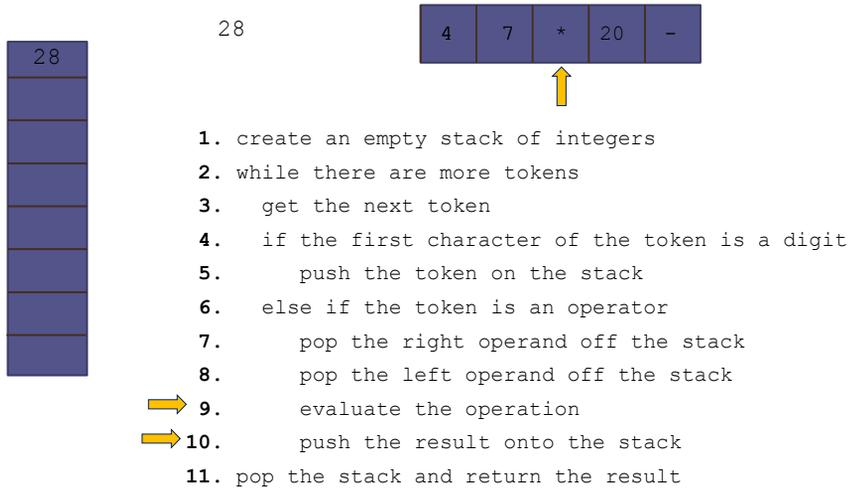 28
4 7 * 20 -
28
1. create an empty stack of integers
2. while there are more tokens
3. get the next token
4. if the first character of the token is a digit
5. push the token on the stack
6. else if the token is an operator
7. pop the right operand off the stack
8. pop the left operand off the stack
9. evaluate the operation
10. push the result onto the stack
11. pop the stack and return the result